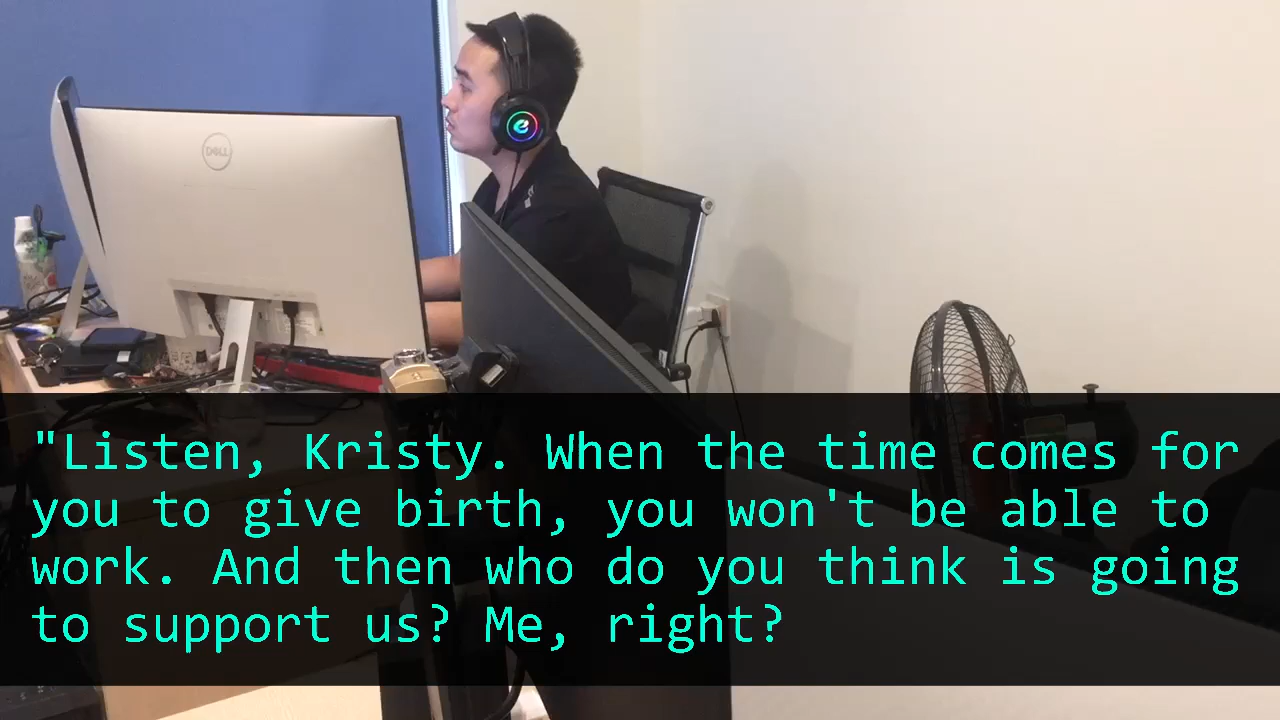 DELL
"Listen, Kristy. When the time comes for
you to give birth, you won't be able to
work. And then who do you think is going
to support us? Me, right?